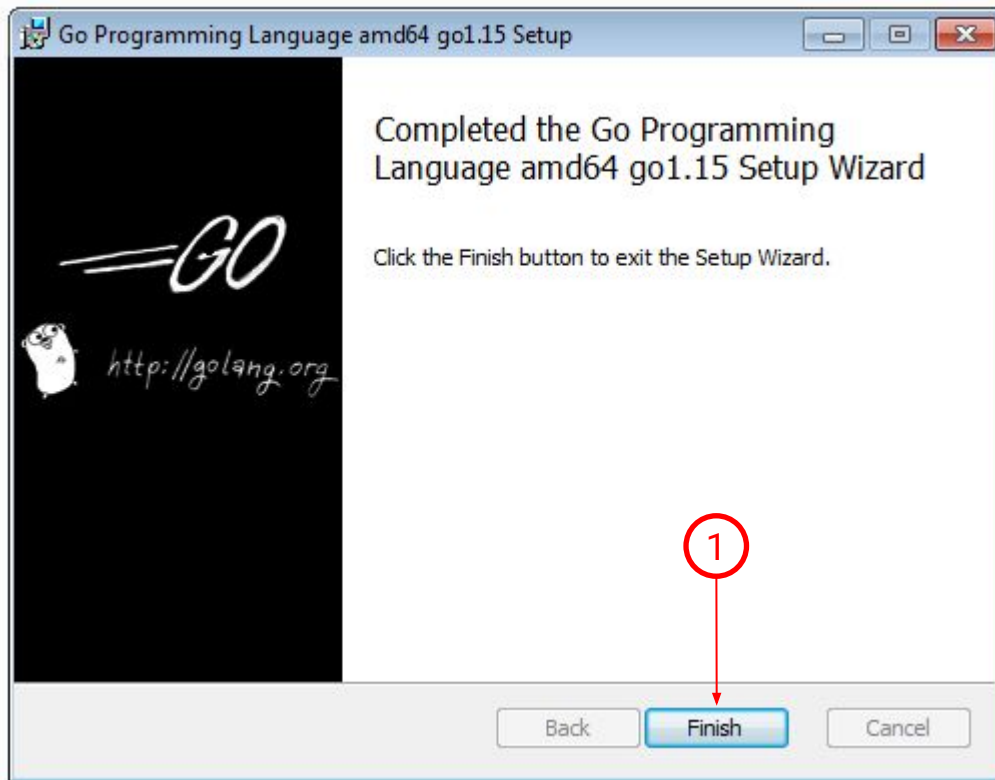 Go Programming Language amd64 go1.15 Setup
Completed the Go Programming
Language amd64 go1.15 Setup Wizard
Click the Finish button to exit the Setup Wizard.
GO
http://golang.org
1
Back
Finish
Cancel